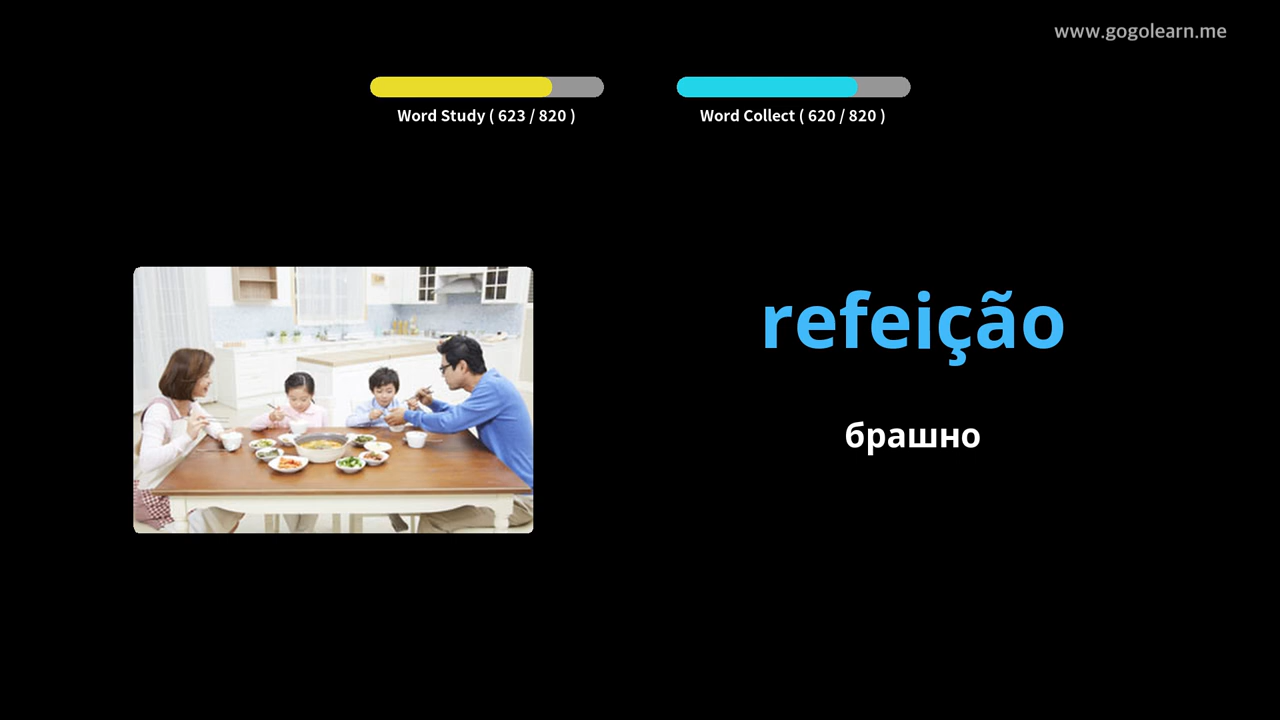 www.gogolearn.me
Word Study ( 623 / 820 )
Word Collect ( 620 / 820 )
refeição
брашно